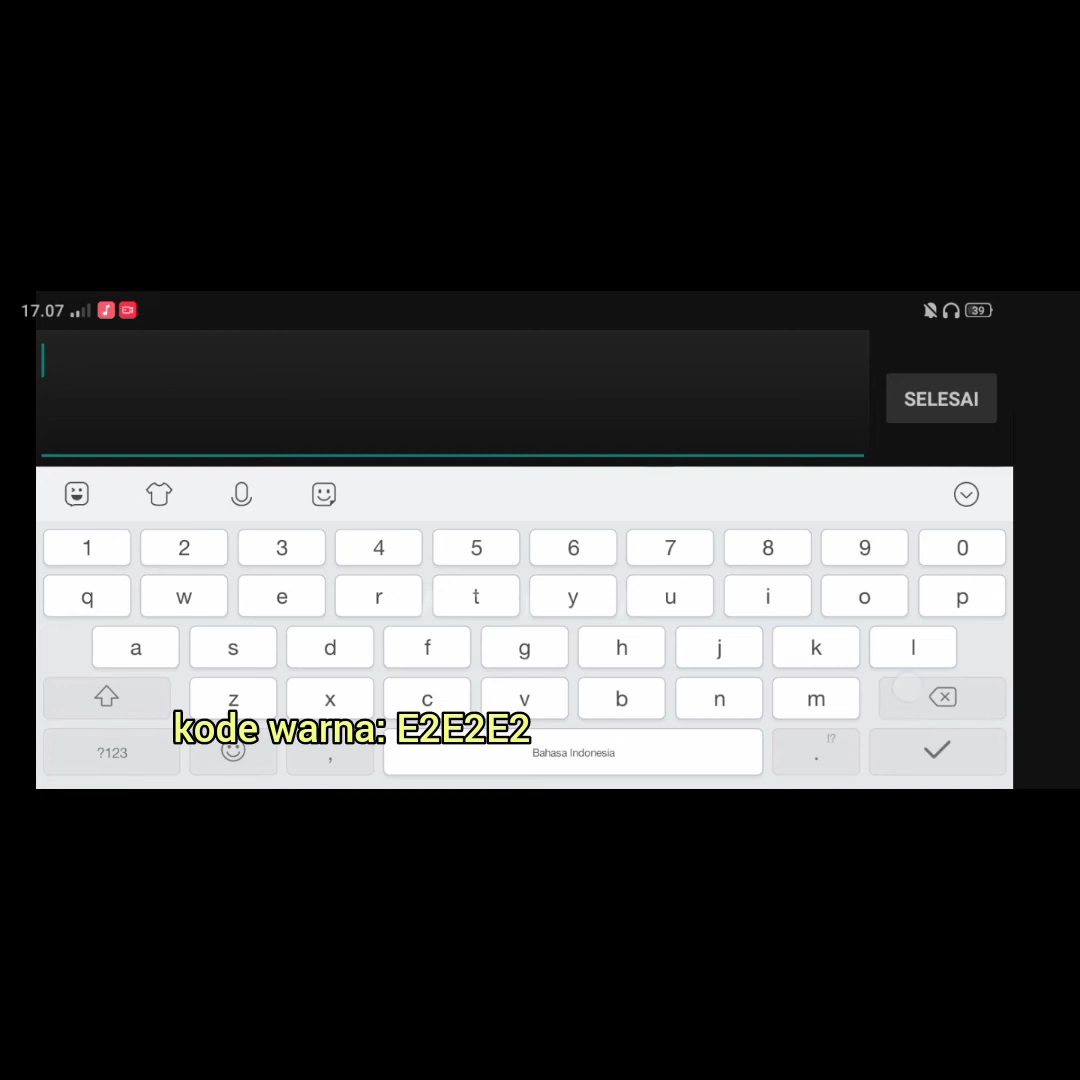 17.07
39
SELESAI
1 2 3 4 5 6 7 8 9 0
q w e r t y u i o p
a s d f g h j k l
z x c v b n m
kode warna: E2E2E2
?123 , Bahasa Indonesia . !?